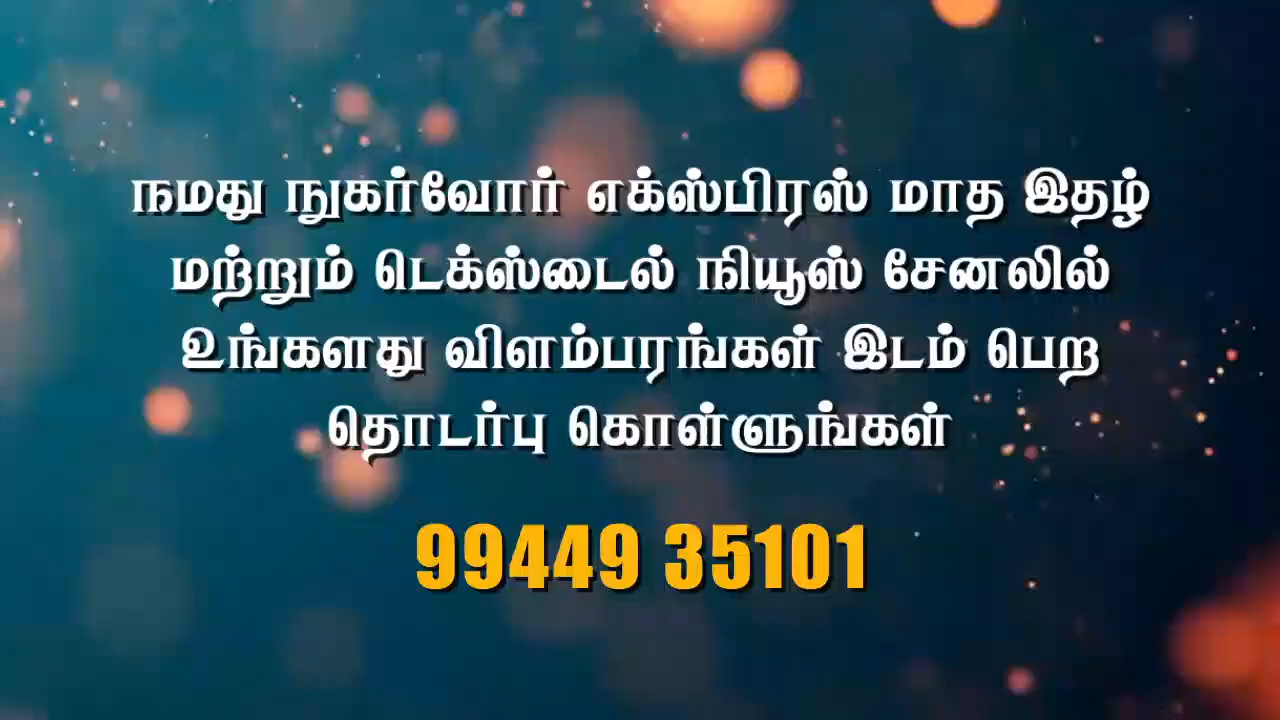 நமது நுகர்வோர் எக்ஸ்பிரஸ் மாத இதழ்
மற்றும் டெக்ஸ்டைல் நியூஸ் சேனலில்
உங்களது விளம்பரங்கள் இடம் பெற
தொடர்பு கொள்ளுங்கள்
99449 35101